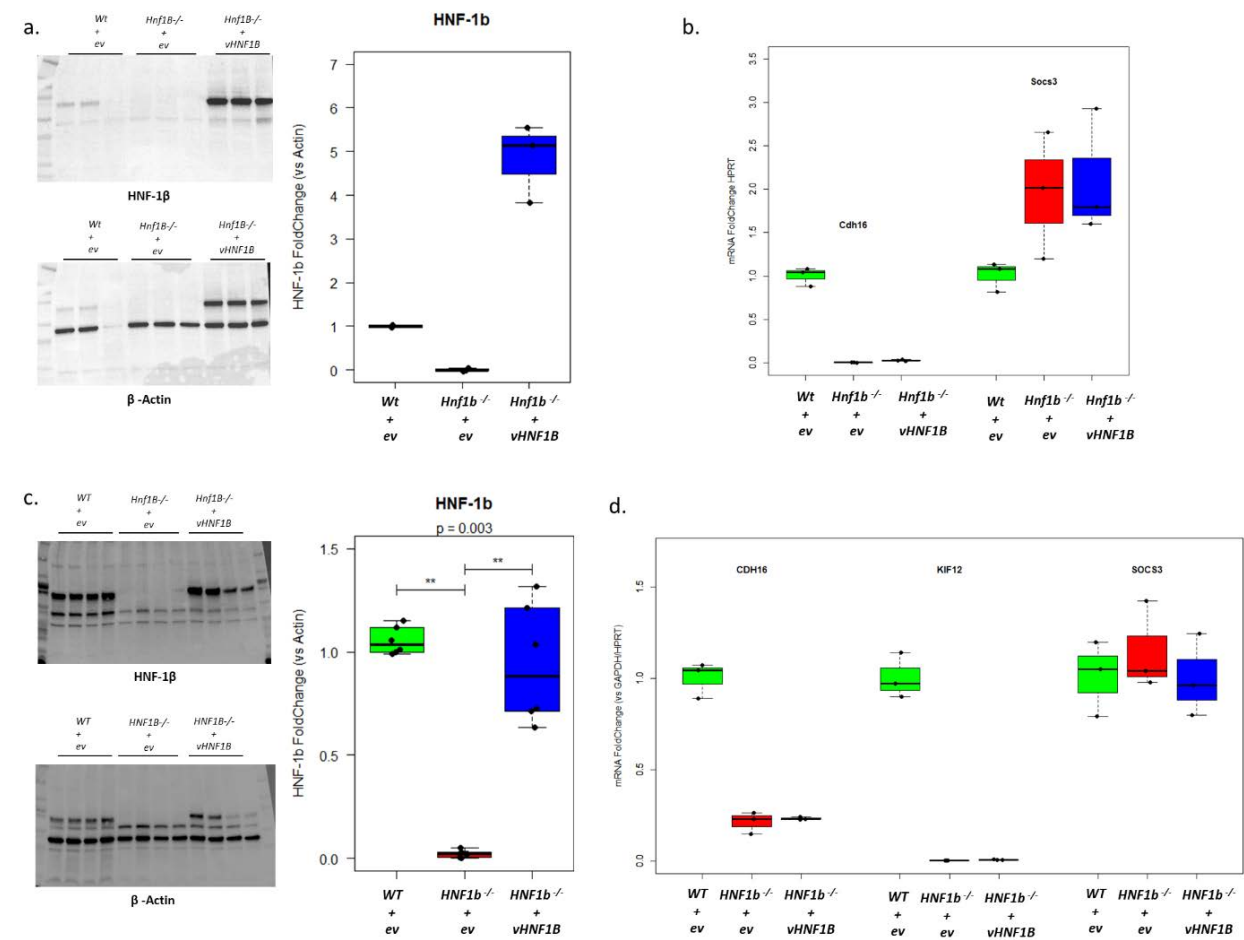 a.
Wt
+
ev
Hnf1B-/-
+
ev
Hnf1B-/-
+
vHNF1B
HNF-1β
Wt
+
ev
Hnf1B-/-
+
ev
Hnf1B-/-
+
vHNF1B
β -Actin
HNF-1b
HNF-1b FoldChange (vs Actin)
7
6
5
4
3
2
1
0
Wt
+
ev
Hnf1b -/-
+
ev
Hnf1b -/-
+
vHNF1B
b.
mRNA FoldChange HPRT
3.5
3.0
2.5
2.0
1.5
1.0
0.5
0.0
Cdh16
Socs3
Wt
+
ev
Hnf1b -/-
+
ev
Hnf1b -/-
+
vHNF1B
Wt
+
ev
Hnf1b -/-
+
ev
Hnf1b -/-
+
vHNF1B
c.
WT
+
ev
Hnf1B-/-
+
ev
Hnf1B-/-
+
vHNF1B
HNF-1β
WT
+
ev
HNF1B-/-
+
ev
HNF1B-/-
+
vHNF1B
β -Actin
HNF-1b
p = 0.003
**
**
HNF-1b FoldChange (vs Actin)
1.5
1.0
0.5
0.0
WT
+
ev
HNF1b -/-
+
ev
HNF1b -/-
+
vHNF1B
d.
mRNA FoldChange (vs GAPDH/HPRT)
1.5
1.0
0.5
0.0
CDH16
KIF12
SOCS3
WT
+
ev
HNF1b -/-
+
ev
HNF1b -/-
+
vHNF1B
WT
+
ev
HNF1b -/-
+
ev
HNF1b -/-
+
vHNF1B
WT
+
ev
HNF1b -/-
+
ev
HNF1b -/-
+
vHNF1B